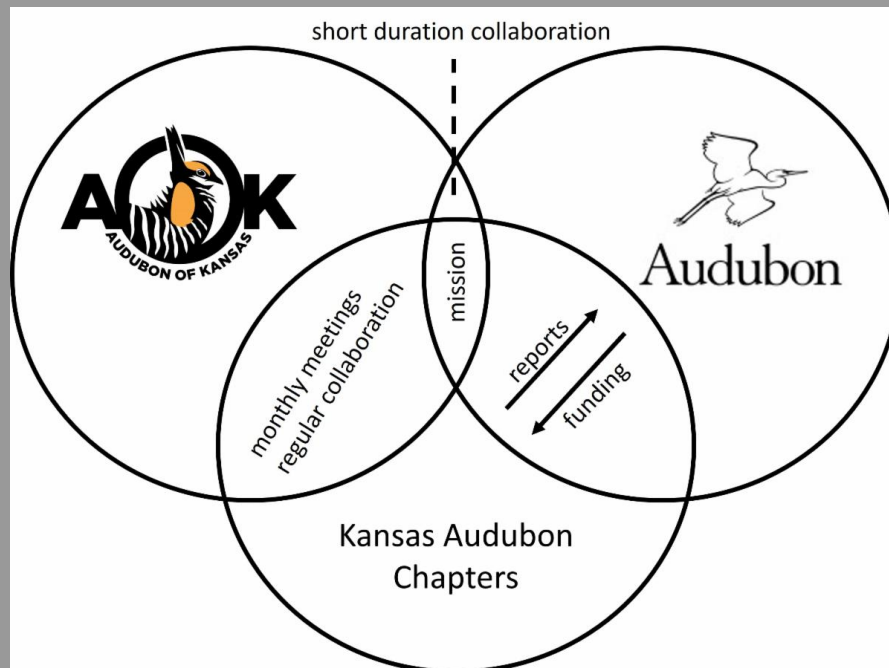 short duration collaboration
AOK
AUDUBON OF KANSAS
Audubon
mission
monthly meetings
regular collaboration
reports
funding
Kansas Audubon
Chapters